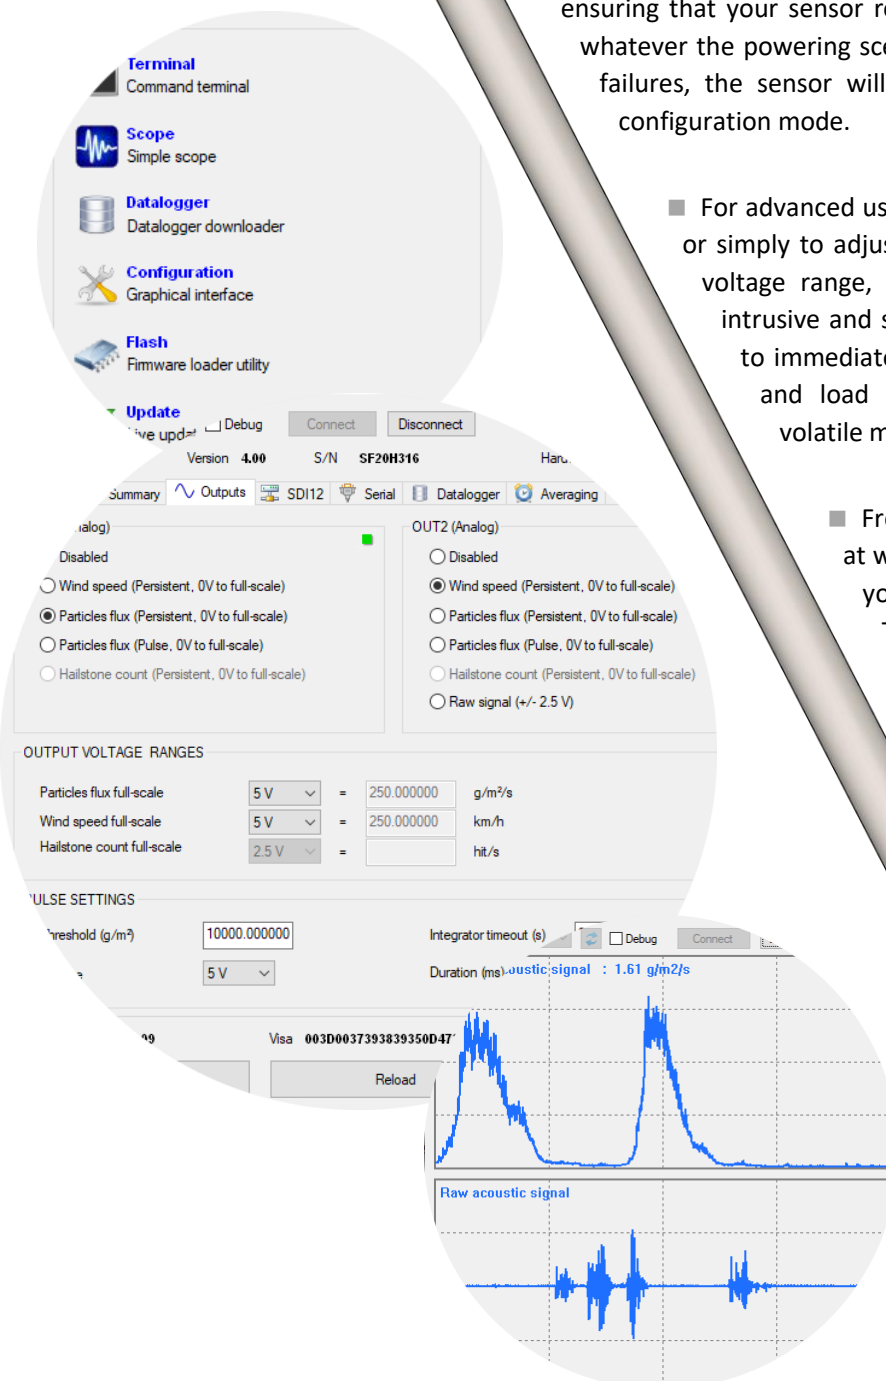 ensuring that your sensor
whatever the powering
failures, the sensor will
configuration mode.
For advanced
or simply to
voltage range,
intrusive and
to
and load
volatile
at
Terminal
Command terminal
Scope
Simple scope
Datalogger
Datalogger downloader
Configuration
Graphical interface
Flash
Firmware loader utility
Update
Debug Connect Disconnect
Version 4.00 S/N SF20H316
Summary Outputs SDI12 Serial Datalogger Averaging
Disabled
Wind speed (Persistent, 0V to full-scale)
Particles flux (Persistent, 0V to full-scale)
Particles flux (Pulse, 0V to full-scale)
Hailstone count (Persistent, 0V to full-scale)
OUT2 (Analog)
Disabled
Wind speed (Persistent, 0V to full-scale)
Particles flux (Persistent, 0V to full-scale)
Particles flux (Pulse, 0V to full-scale)
Hailstone count (Persistent, 0V to full-scale)
Raw signal (+/- 2.5 V)
OUTPUT VOLTAGE RANGES
Particles flux full-scale 5 V = 250.000000 g/m²/s
Wind speed full-scale 5 V = 250.000000 km/h
Hailstone count full-scale 2.5 V = hit/s
SETTINGS
(g/m²) 10000.000000 Integrator timeout (s)
5 V Duration (ms)
Visa 003D0037393839350D47
Reload
Debug Connect
signal : 1.61 g/m2/s
Raw acoustic signal